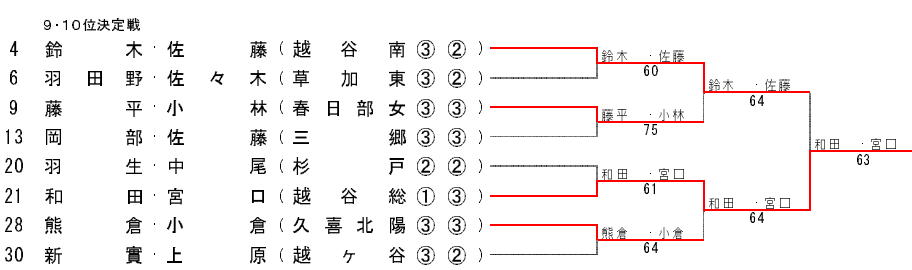 9・10位決定戦
4 鈴木・佐藤(越谷南③②)
6 羽田野・佐々木(草加東③②)
9 藤平・小林(春日部女③③)
13 岡部・佐藤(三郷③③)
20 羽生・中尾(杉戸②②)
21 和田・宮口(越谷総①③)
28 熊倉・小倉(久喜北陽③③)
30 新實・上原(越ヶ谷③②)
鈴木・佐藤
60
藤平・小林
75
和田・宮口
61
熊倉・小倉
64
鈴木・佐藤
64
和田・宮口
64
和田・宮口
63